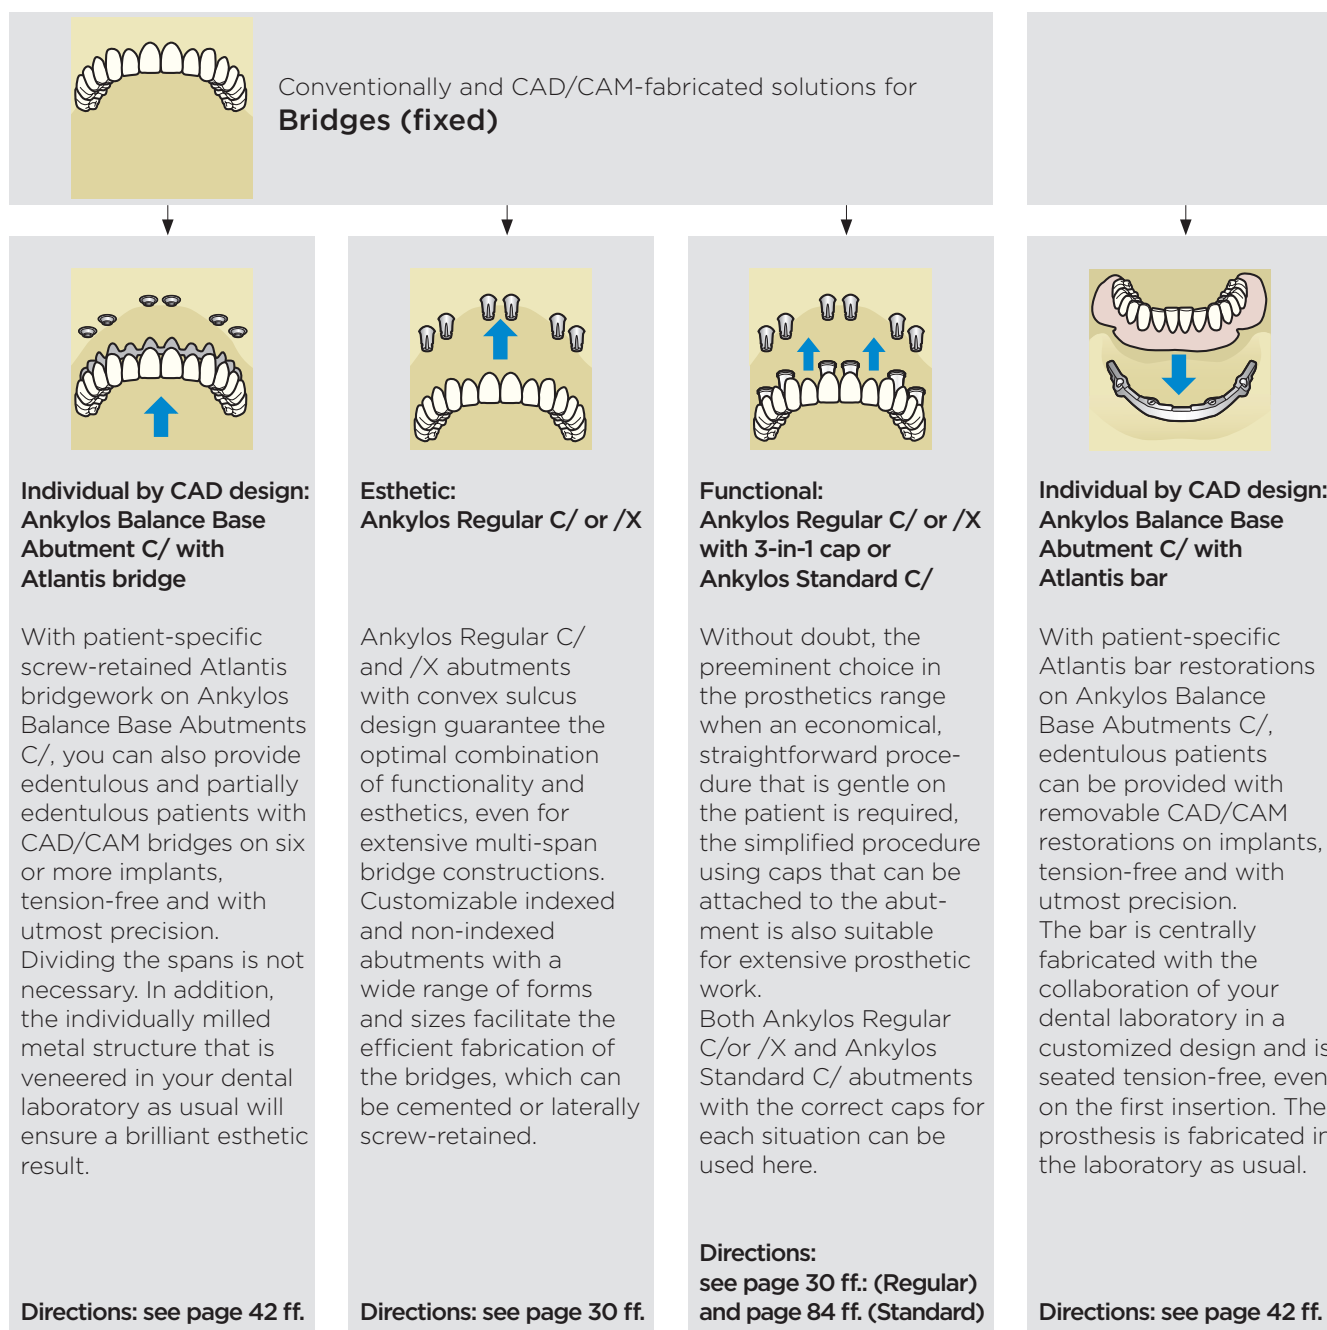 Conventionally and CAD/CAM-fabricated solutions for
Bridges (fixed)
Individual by CAD design:
Ankylos Balance Base
Abutment C/ with
Atlantis bridge
With patient-specific
screw-retained Atlantis
bridgework on Ankylos
Balance Base Abutments
C/, you can also provide
edentulous and partially
edentulous patients with
CAD/CAM bridges on six
or more implants,
tension-free and with
utmost precision.
Dividing the spans is not
necessary. In addition,
the individually milled
metal structure that is
veneered in your dental
laboratory as usual will
ensure a brilliant esthetic
result.
Directions: see page 42 ff.
Esthetic:
Ankylos Regular C/ or /X
Ankylos Regular C/
and /X abutments
with convex sulcus
design guarantee the
optimal combination
of functionality and
esthetics, even for
extensive multi-span
bridge constructions.
Customizable indexed
and non-indexed
abutments with a
wide range of forms
and sizes facilitate the
efficient fabrication of
the bridges, which can
be cemented or laterally
screw-retained.
Directions: see page 30 ff.
Functional:
Ankylos Regular C/ or /X
with 3-in-1 cap or
Ankylos Standard C/
Without doubt, the
preeminent choice in
the prosthetics range
when an economical,
straightforward proce-
dure that is gentle on
the patient is required,
the simplified procedure
using caps that can be
attached to the abut-
ment is also suitable
for extensive prosthetic
work.
Both Ankylos Regular
C/or /X and Ankylos
Standard C/ abutments
with the correct caps for
each situation can be
used here.
Directions:
see page 30 ff.: (Regular)
and page 84 ff. (Standard)
Individual by CAD design:
Ankylos Balance Base
Abutment C/ with
Atlantis bar
With patient-specific
Atlantis bar restorations
on Ankylos Balance
Base Abutments C/,
edentulous patients
can be provided with
removable CAD/CAM
restorations on implants,
tension-free and with
utmost precision.
The bar is centrally
fabricated with the
collaboration of your
dental laboratory in a
customized design and is
seated tension-free, even
on the first insertion. The
prosthesis is fabricated in
the laboratory as usual.
Directions: see page 42 ff.